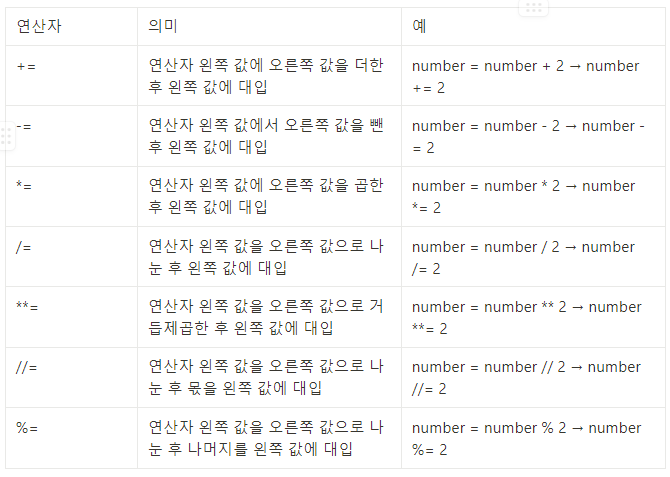 연산자 의미 예
+= 연산자 왼쪽 값에 오른쪽 값을 더한 number = number + 2 → number
후 왼쪽 값에 대입 += 2
-= 연산자 왼쪽 값에서 오른쪽 값을 뺀 number = number - 2 → number -
후 왼쪽 값에 대입 = 2
*= 연산자 왼쪽 값에 오른쪽 값을 곱한 number = number * 2 → number
후 왼쪽 값에 대입 *= 2
/= 연산자 왼쪽 값을 오른쪽 값으로 나 number = number / 2 → number
눈 후 왼쪽 값에 대입 /= 2
**= 연산자 왼쪽 값을 오른쪽 값으로 거 number = number ** 2 → number
듭제곱한 후 왼쪽 값에 대입 **= 2
//= 연산자 왼쪽 값을 오른쪽 값으로 나 number = number // 2 → number
눈 후 몫을 왼쪽 값에 대입 //= 2
%= 연산자 왼쪽 값을 오른쪽 값으로 나 number = number % 2 → number
눈 후 나머지를 왼쪽 값에 대입 %= 2